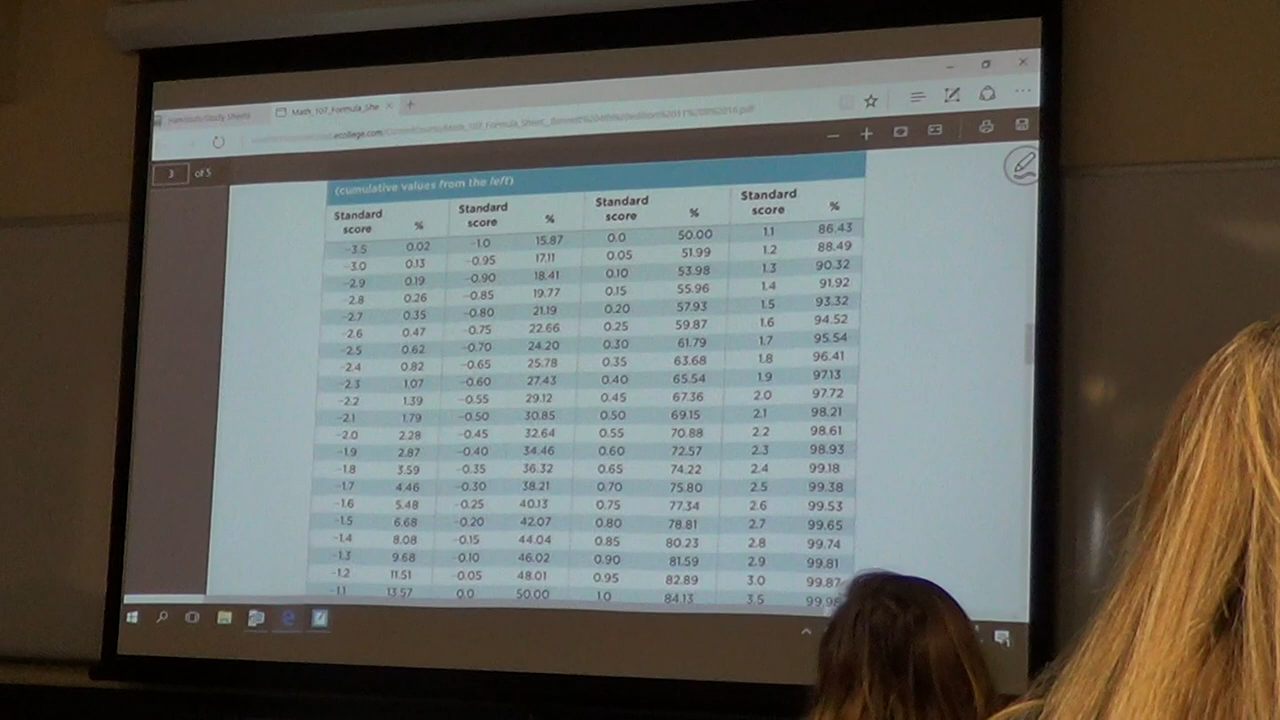 Math_107_Formula_She
ecollege.com
3 of 5
(cumulative values from the left)
Standard score % Standard score % Standard score % Standard score %
-3.5 0.02 -1.0 15.87 0.0 50.00 1.1 86.43
-3.0 0.13 -0.95 17.11 0.05 51.99 1.2 88.49
-2.9 0.19 -0.90 18.41 0.10 53.98 1.3 90.32
-2.8 0.26 -0.85 19.77 0.15 55.96 1.4 91.92
-2.7 0.35 -0.80 21.19 0.20 57.93 1.5 93.32
-2.6 0.47 -0.75 22.66 0.25 59.87 1.6 94.52
-2.5 0.62 -0.70 24.20 0.30 61.79 1.7 95.54
-2.4 0.82 -0.65 25.78 0.35 63.68 1.8 96.41
-2.3 1.07 -0.60 27.43 0.40 65.54 1.9 97.13
-2.2 1.39 -0.55 29.12 0.45 67.36 2.0 97.72
-2.1 1.79 -0.50 30.85 0.50 69.15 2.1 98.21
-2.0 2.28 -0.45 32.64 0.55 70.88 2.2 98.61
-1.9 2.87 -0.40 34.46 0.60 72.57 2.3 98.93
-1.8 3.59 -0.35 36.32 0.65 74.22 2.4 99.18
-1.7 4.46 -0.30 38.21 0.70 75.80 2.5 99.38
-1.6 5.48 -0.25 40.13 0.75 77.34 2.6 99.53
-1.5 6.68 -0.20 42.07 0.80 78.81 2.7 99.65
-1.4 8.08 -0.15 44.04 0.85 80.23 2.8 99.74
-1.3 9.68 -0.10 46.02 0.90 81.59 2.9 99.81
-1.2 11.51 -0.05 48.01 0.95 82.89 3.0 99.87
-1.1 13.57 0.0 50.00 1.0 84.13 3.5 99.98